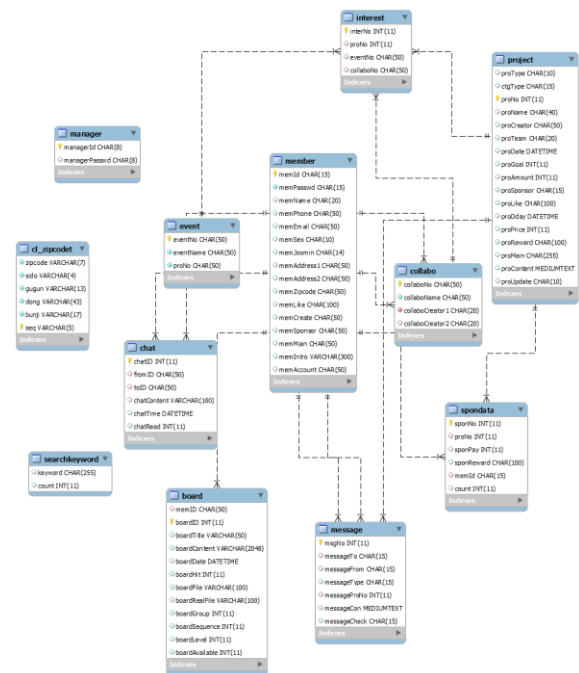 interest
interNo INT(11)
proNo INT(11)
eventNo CHAR(50)
collaboNo CHAR(50)
Indexes
project
proType CHAR(10)
ctgType CHAR(15)
proNo INT(11)
proName CHAR(40)
proCreator CHAR(50)
proTeam CHAR(20)
proDate DATETIME
proGoal INT(11)
proAmount INT(11)
proSponsor CHAR(15)
proLike CHAR(100)
proDday DATETIME
proPrice INT(11)
proReward CHAR(100)
proMain CHAR(255)
proContent MEDIUMTEXT
proUpdate CHAR(10)
Indexes
manager
managerId CHAR(8)
managerPasswd CHAR(8)
Indexes
member
memId CHAR(15)
memPasswd CHAR(15)
memName CHAR(20)
memPhone CHAR(50)
memEmail CHAR(50)
memSex CHAR(10)
memJoomin CHAR(14)
memAddress1 CHAR(50)
memAddress2 CHAR(50)
memZipcode CHAR(50)
memLike CHAR(100)
memCreate CHAR(50)
memSponsor CHAR(50)
memMain CHAR(50)
memIntro VARCHAR(300)
memAccount CHAR(50)
Indexes
event
eventNo CHAR(50)
eventName CHAR(50)
proNo CHAR(50)
Indexes
cl_zipcodet
zipcode CHAR(7)
sido CHAR(4)
gugun CHAR(13)
dong CHAR(43)
bunji CHAR(17)
seq CHAR(5)
Indexes
collabo
collaboNo CHAR(50)
collaboName CHAR(50)
collaboCreator1 CHAR(20)
collaboCreator2 CHAR(20)
Indexes
chat
chatID INT(11)
fromID CHAR(50)
toID CHAR(50)
chatContent VARCHAR(100)
chatTime DATETIME
chatRead INT(11)
Indexes
spondata
sponNo INT(11)
proNo INT(11)
sponPay INT(11)
sponReward CHAR(100)
memId CHAR(15)
count INT(11)
Indexes
searchkeyword
keyword CHAR(255)
count INT(11)
Indexes
board
memID CHAR(50)
boardID INT(11)
boardTitle VARCHAR(50)
boardContent VARCHAR(2048)
boardDate DATETIME
boardHit INT(11)
boardFile VARCHAR(100)
boardRealFile VARCHAR(100)
boardGroup INT(11)
boardSequence INT(11)
boardLevel INT(11)
boardAvailable INT(11)
Indexes
message
msgNo INT(11)
messageTo CHAR(15)
messageFrom CHAR(15)
messageType CHAR(15)
messageProNo INT(11)
messageCon MEDIUMTEXT
messageCheck CHAR(15)
Indexes